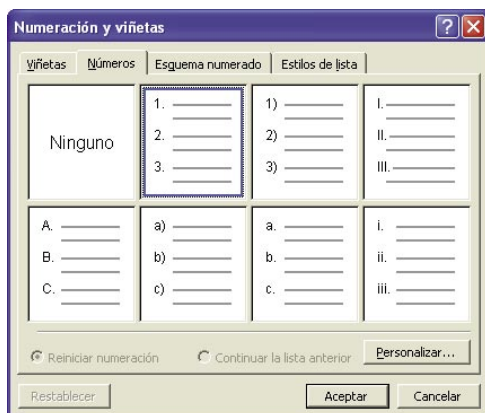 Numeración y viñetas
Viñetas Números Esquema numerado Estilos de lista
Ninguno
1.
2.
3.
1)
2)
3)
I.
II.
III.
A.
B.
C.
a)
b)
c)
a.
b.
c.
i.
ii.
iii.
Reiniciar numeración Continuar la lista anterior Personalizar...
Restablecer Aceptar Cancelar